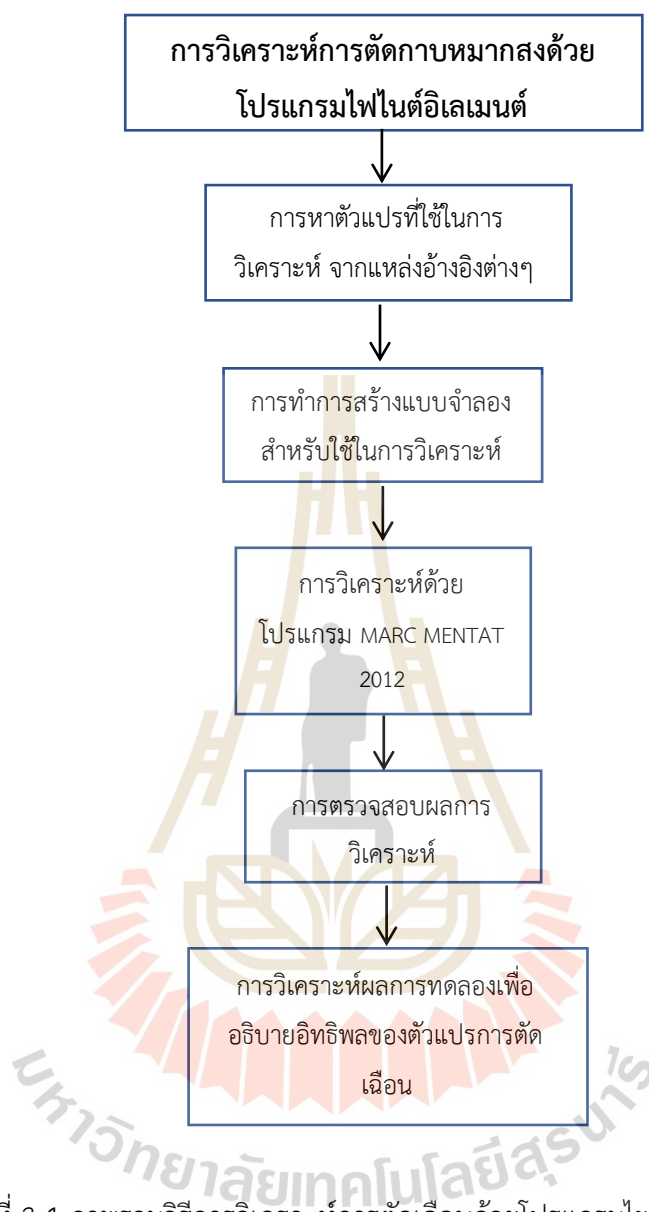 การวิเคราะห์การตัดกาบหมากสงด้วย
โปรแกรมไฟไนต์อิเลเมนต์
การหาตัวแปรที่ใช้ในการ
วิเคราะห์ จากแหล่งอ้างอิงต่างๆ
การทำการสร้างแบบจำลอง
สำหรับใช้ในการวิเคราะห์
การวิเคราะห์ด้วย
โปรแกรม MARC MENTAT
2012
การตรวจสอบผลการ
วิเคราะห์
การวิเคราะห์ผลการทดลองเพื่อ
อธิบายอิทธิพลของตัวแปรการตัด
เฉือน
มหาวิทยาลัยเทคโนโลยีสุรนารี